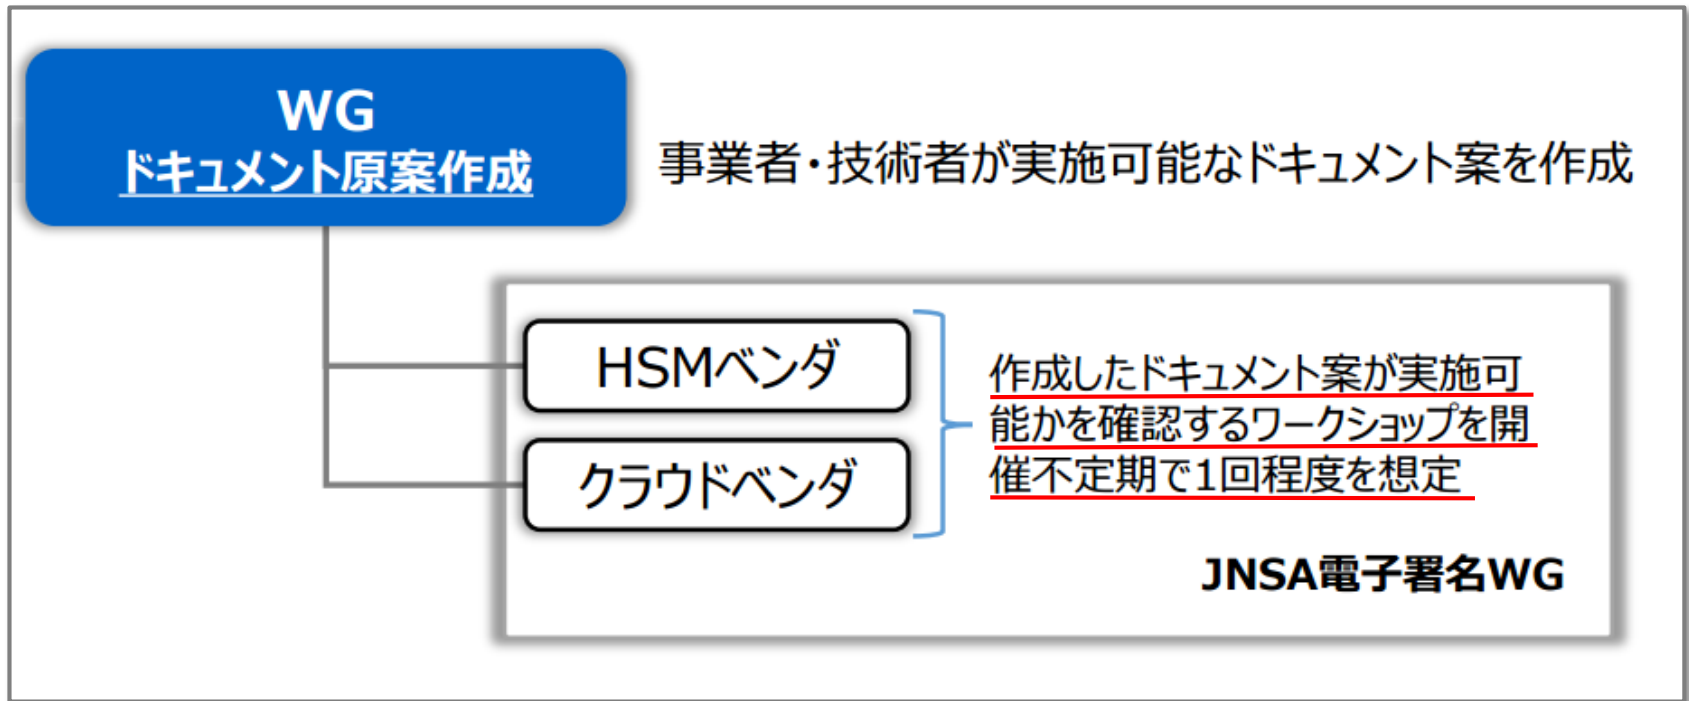 WG
ドキュメント原案作成
事業者・技術者が実施可能なドキュメント案を作成
HSMベンダ
クラウドベンダ
作成したドキュメント案が実施可
能かを確認するワークショップを開
催不定期で1回程度を想定
JNSA電子署名WG